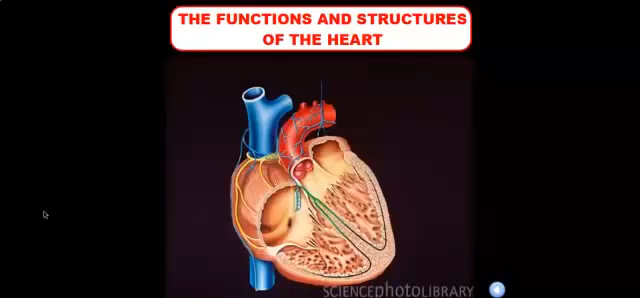 THE FUNCTIONS AND STRUCTURES
OF THE HEART
SCIENCEphotoLIBRARY